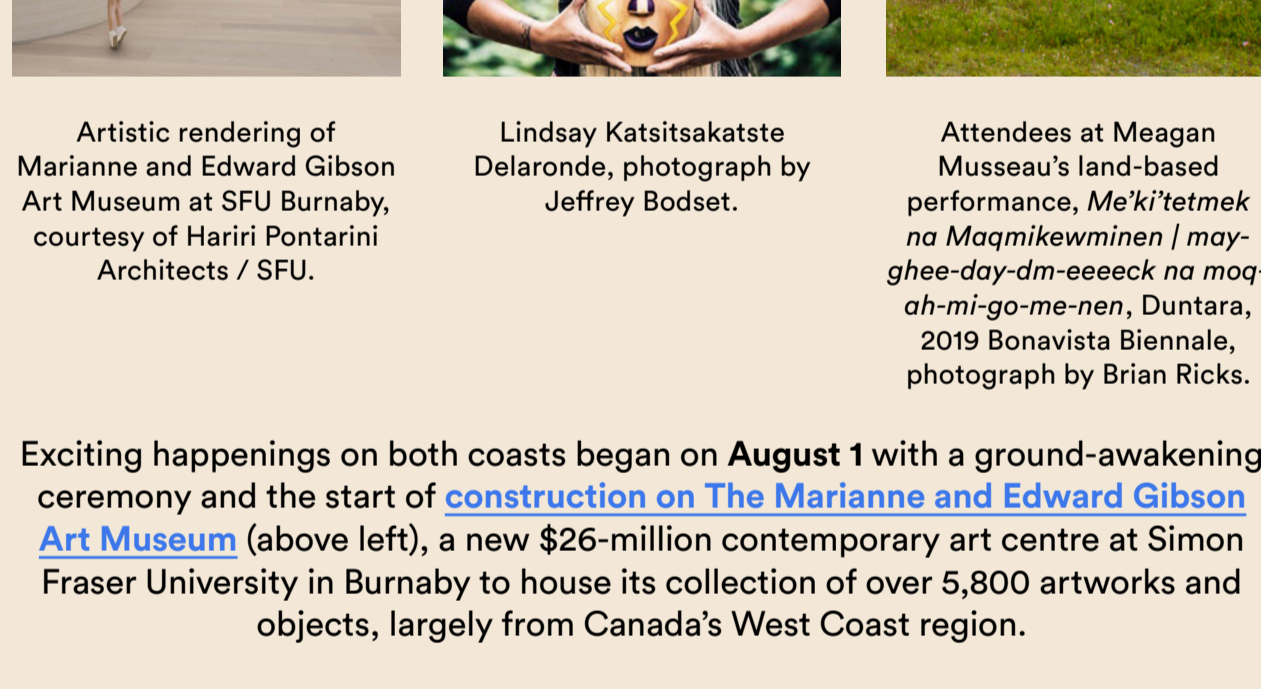 Artistic rendering of
Marianne and Edward Gibson
Art Museum at SFU Burnaby,
courtesy of Hariri Pontarini
Architects / SFU.
Lindsay Katsitsakatste
Delaronde, photograph by
Jeffrey Bodset.
Attendees at Meagan
Musseau’s land-based
performance, Me’ki’tetmek
na Maqmikewminen | may-
ghee-day-dm-eeeeck na moq-
ah-mi-go-me-nen, Duntara,
2019 Bonavista Biennale,
photograph by Brian Ricks.
Exciting happenings on both coasts began on August 1 with a ground-awakening
ceremony and the start of construction on The Marianne and Edward Gibson
Art Museum (above left), a new $26-million contemporary art centre at Simon
Fraser University in Burnaby to house its collection of over 5,800 artworks and
objects, largely from Canada’s West Coast region.